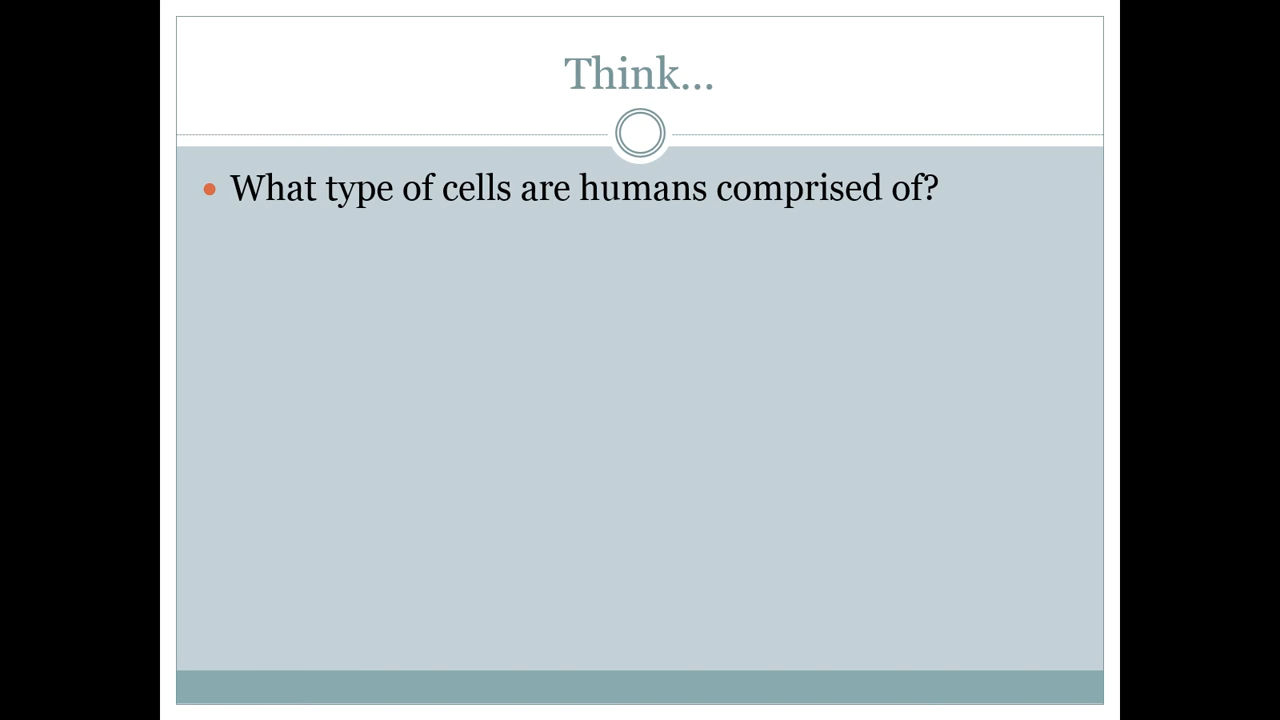 Think...
• What type of cells are humans comprised of?